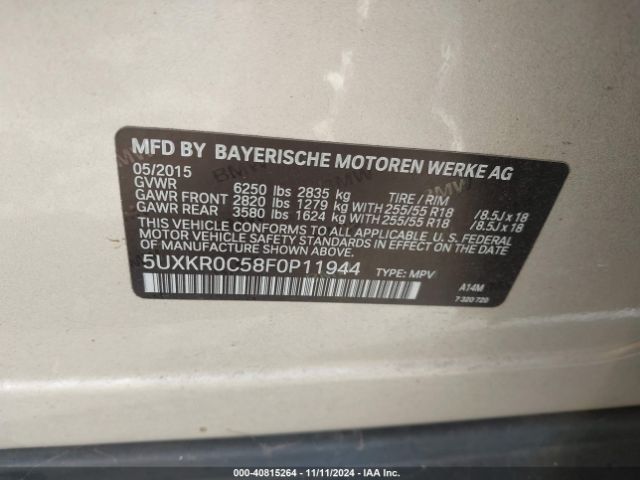 MFD BY BAYERISCHE MOTOREN WERKE AG
05/2015
GVWR 6250 lbs 2835 kg TIRE / RIM
GAWR FRONT 2820 lbs 1279 kg WITH 255/55 R18 /8.5J x 18
GAWR REAR 3580 lbs 1624 kg WITH 255/55 R18 /8.5J x 18
THIS VEHICLE CONFORMS TO ALL APPLICABLE U. S. FEDERAL
MOTOR VEHICLE SAFETY STANDARDS IN EFFECT
ON THE DATE OF MANUFACTURE SHOWN ABOVE.
5UXKR0C58F0P11944 TYPE: MPV
A14M
7 320 720
000-40815264 - 11/11/2024 - IAA Inc.